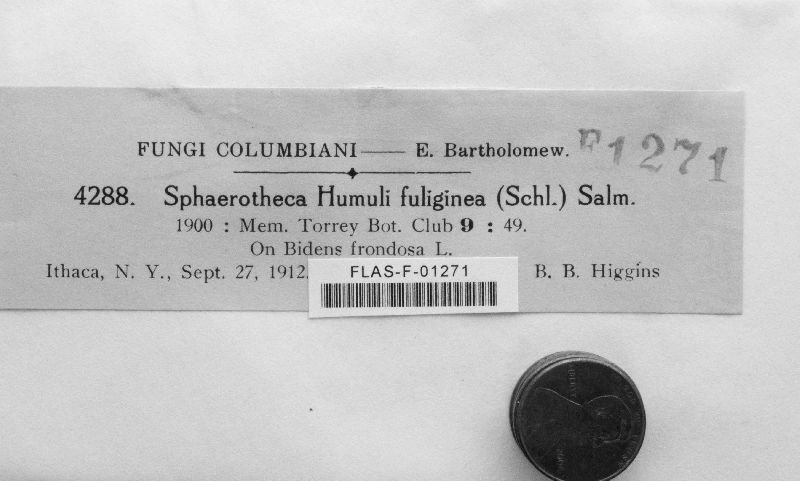 FUNGI COLUMBIANI — E. Bartholomew.
F1271
4288. Sphaerotheca Humuli fuliginea (Schl.) Salm.
1900 : Mem. Torrey Bot. Club 9 : 49.
On Bidens frondosa L.
Ithaca, N. Y., Sept. 27, 1912.
B. B. Higgins
FLAS-F-01271
LIBERTY